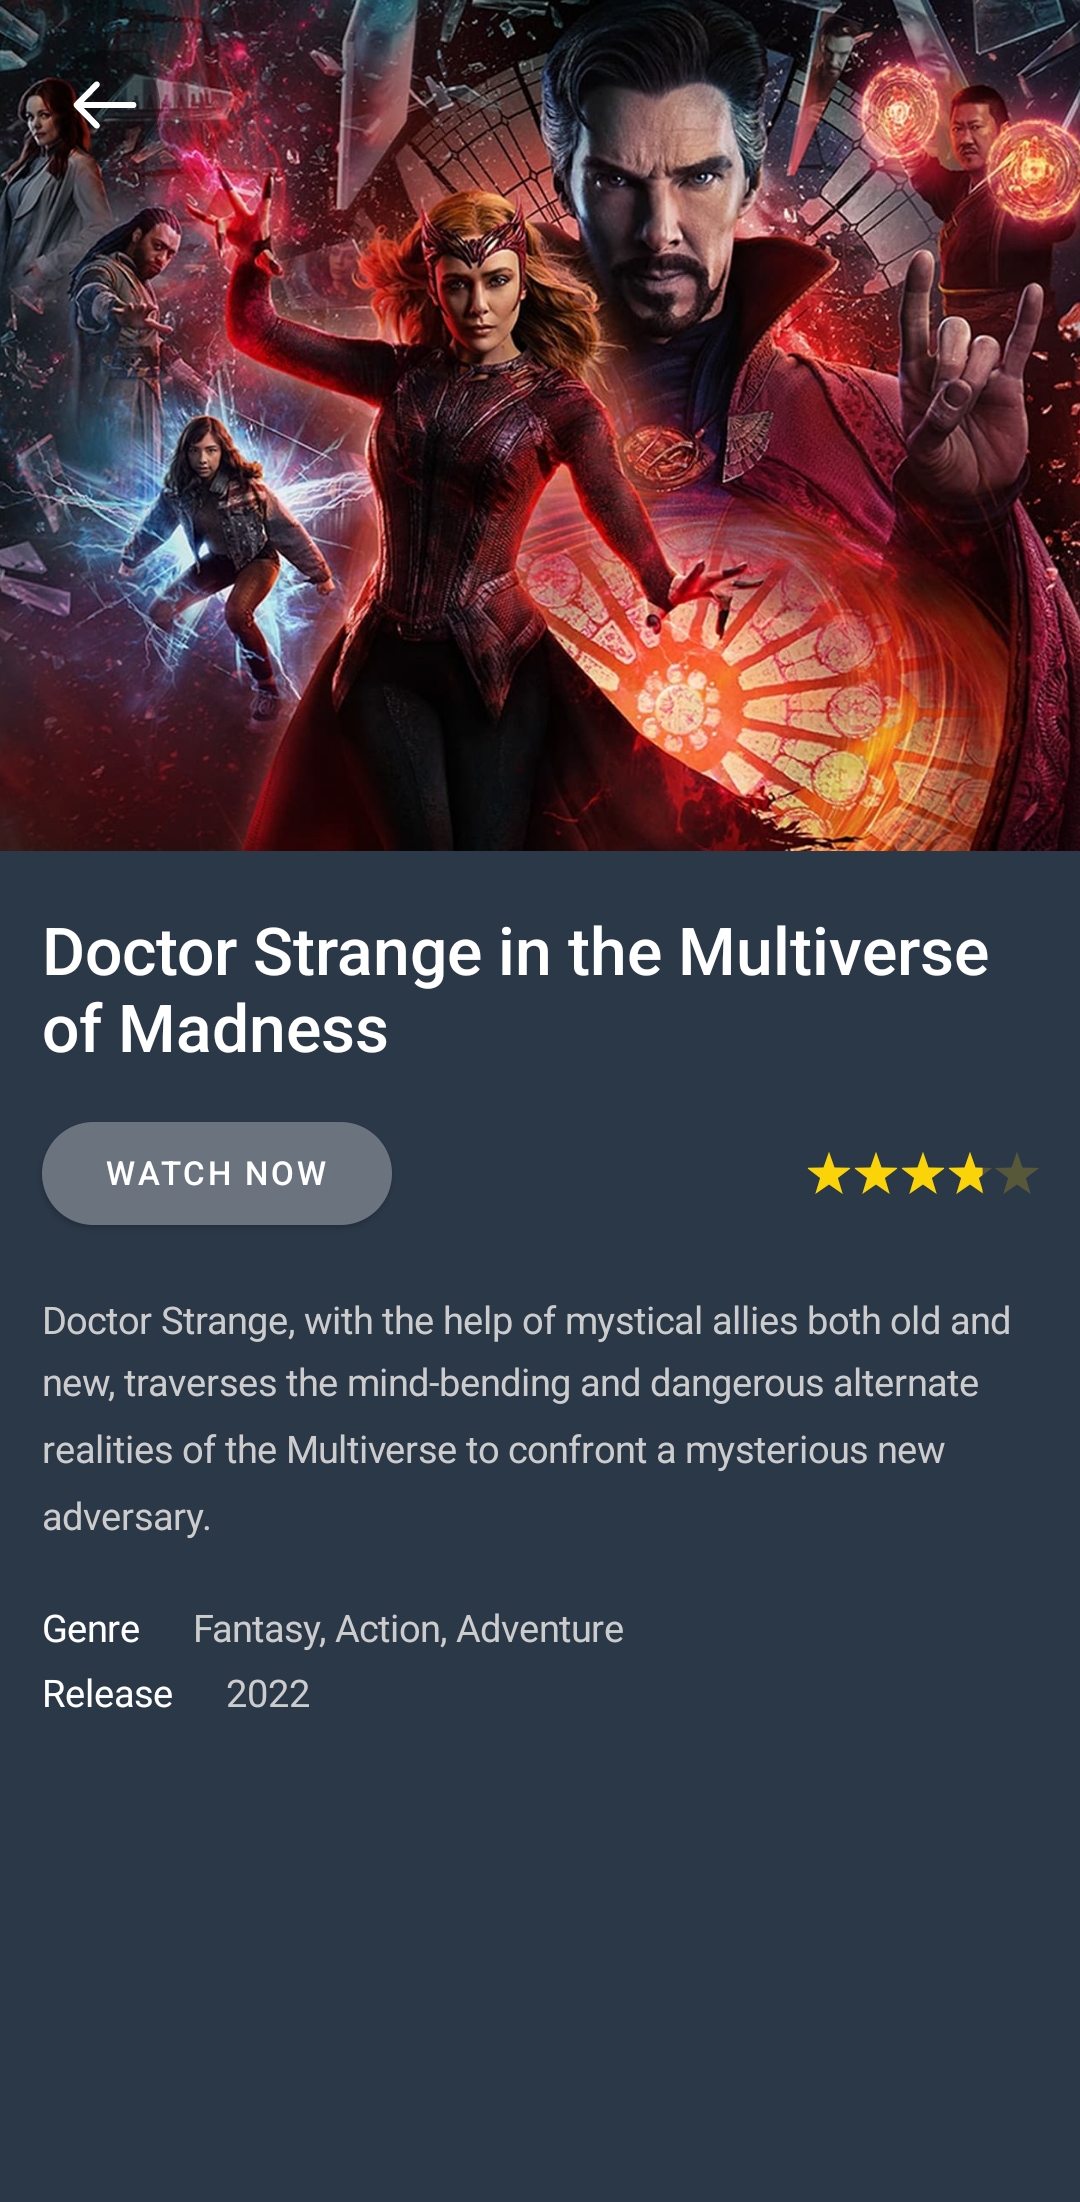 Doctor Strange in the Multiverse
of Madness
WATCH NOW
Doctor Strange, with the help of mystical allies both old and
new, traverses the mind-bending and dangerous alternate
realities of the Multiverse to confront a mysterious new
adversary.
Genre Fantasy, Action, Adventure
Release 2022